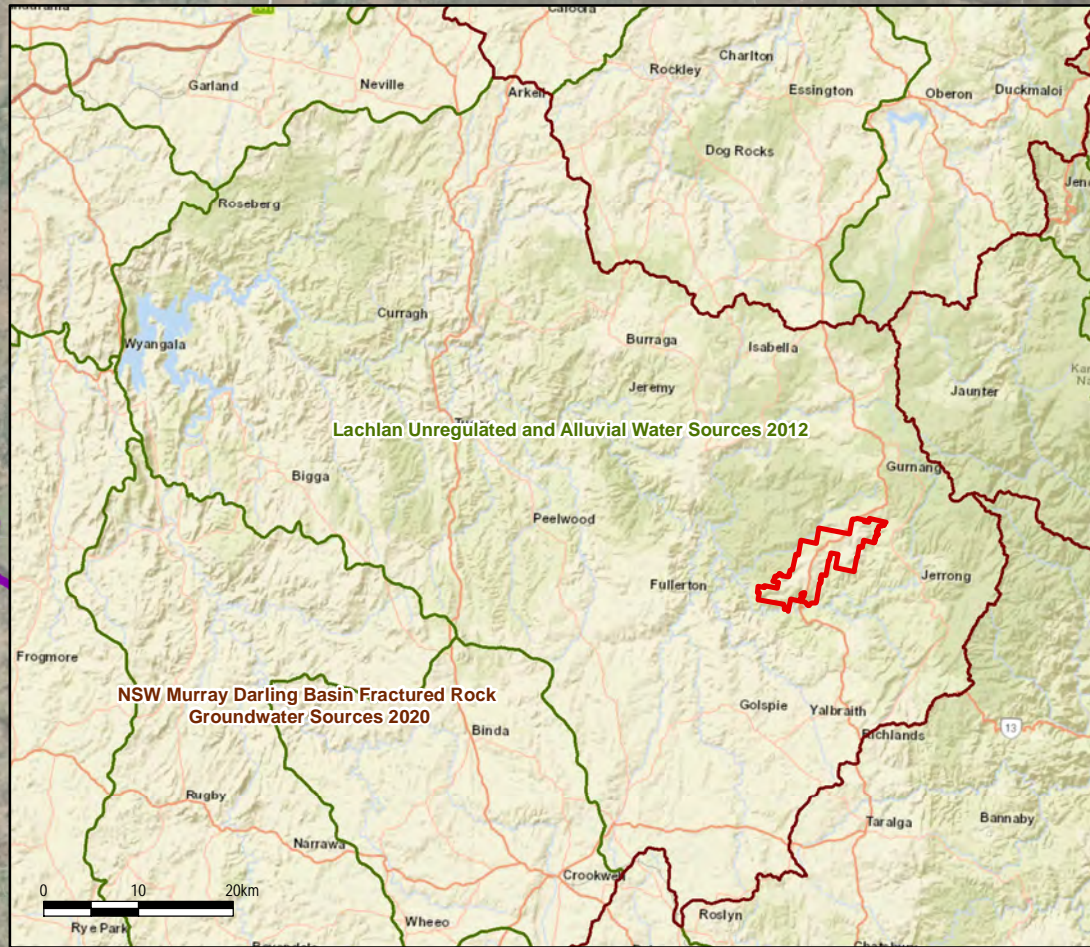 Caloola
Charlton
Rockley
Garland
Neville
Arkell
Essington
Oberon
Duckmaloi
Dog Rocks
Roseberg
Curragh
Wyangala
Burraga
Isabella
Jeremy
Jaunter
Lachlan Unregulated and Alluvial Water Sources 2012
Gurnang
Bigga
Peelwood
Fullerton
Jerrong
Frogmore
NSW Murray Darling Basin Fractured Rock
Groundwater Sources 2020
Golspie
Yalbraith
Binda
Richlands
13
Rugby
Taralga
Bannaby
Narrawa
Crookwell
0 10 20km
Roslyn
Wheeo
Rye Park